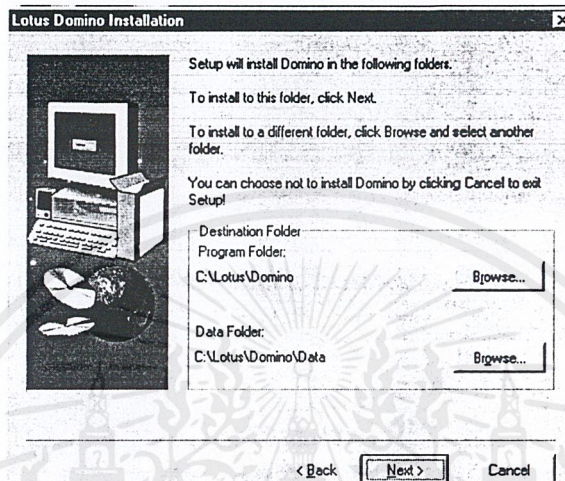 Lotus Domino Installation
Setup will install Domino in the following folders.
To install to this folder, click Next.
To install to a different folder, click Browse and select another
folder.
You can choose not to install Domino by clicking Cancel to exit
Setup!
Destination Folder
Program Folder:
C:\Lotus\Domino
Browse...
Data Folder:
C:\Lotus\Domino\Data
Browse...
< Back
Next >
Cancel